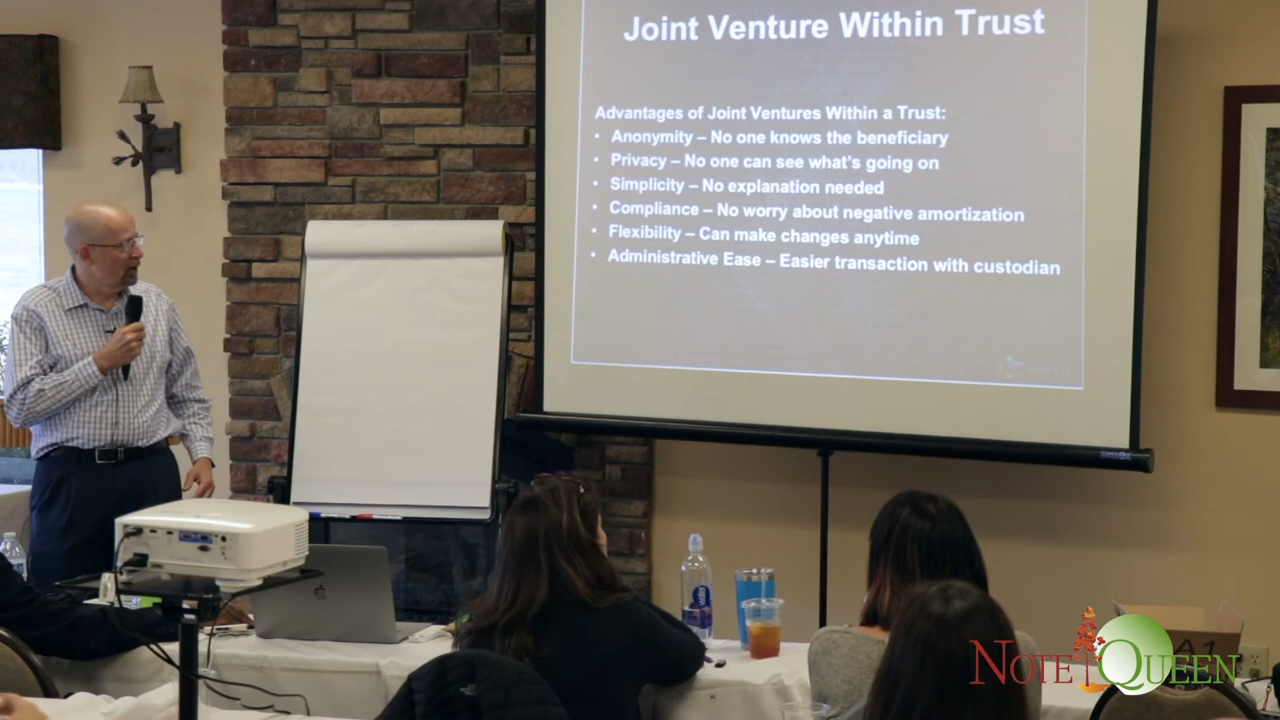 Joint Venture Within Trust
Advantages of Joint Ventures Within a Trust:
• Anonymity – No one knows the beneficiary
• Privacy – No one can see what's going on
• Simplicity – No explanation needed
• Compliance – No worry about negative amortization
• Flexibility – Can make changes anytime
• Administrative Ease – Easier transaction with custodian
NOTE QUEEN